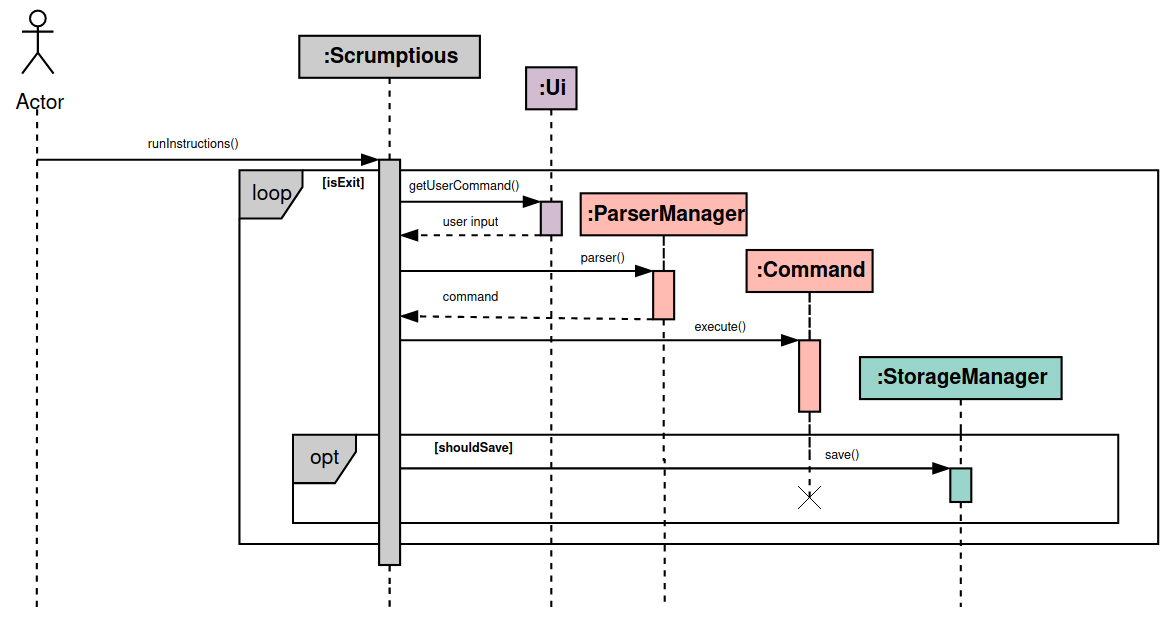 :Scrumptious
:Ui
Actor
runInstructions()
loop
[isExit]
getUserCommand()
:ParserManager
user input
parser()
:Command
command
execute()
:StorageManager
opt
[shouldSave]
save()